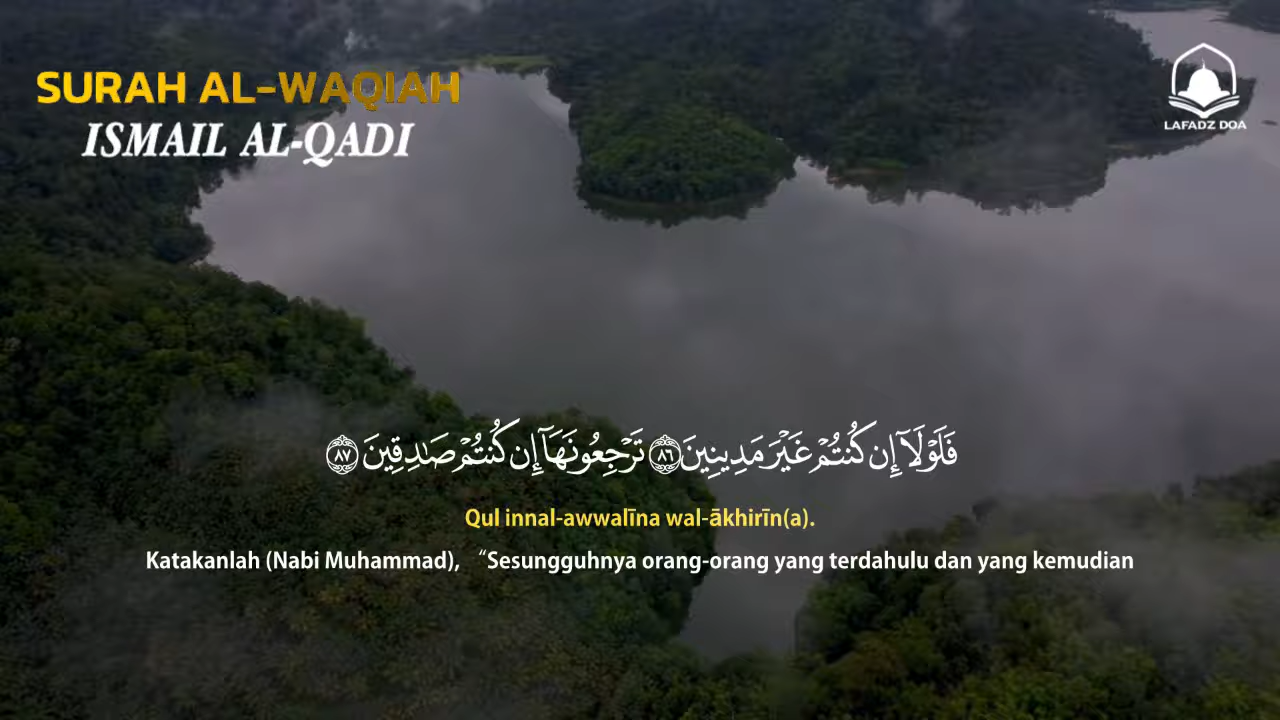 SURAH AL-WAQIAH
ISMAIL AL-QADI
LAFADZ DOA
فَلَوْلَآ إِن كُنتُمْ غَيْرَ مَدِينِينَ ٨٦ تَرْجِعُونَهَآ إِن كُنتُمْ صَـٰدِقِينَ ٨٧
Qul innal-awwalīna wal-ākhirīn(a).
Katakanlah (Nabi Muhammad), “Sesungguhnya orang-orang yang terdahulu dan yang kemudian